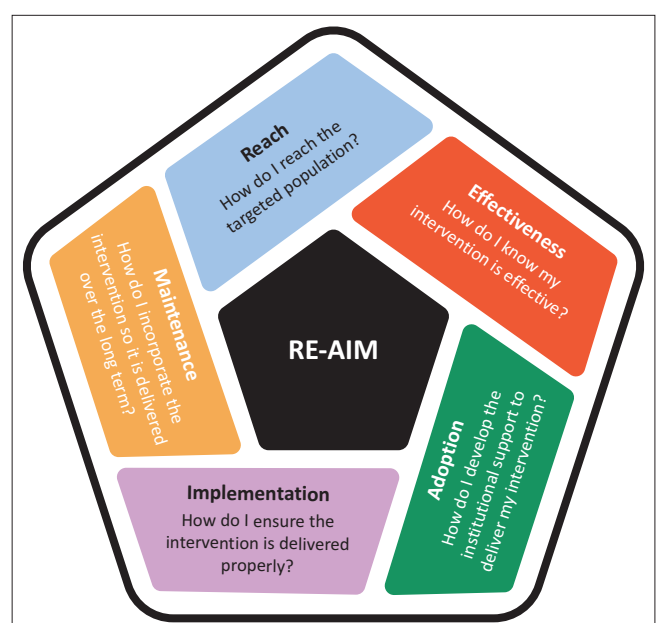 Reach
How do I reach the
targeted population?
Effectiveness
How do I know my
intervention is effective?
Adoption
How do I develop the
institutional support to
deliver my intervention?
Implementation
How do I ensure the
intervention is delivered
properly?
Maintenance
How do I incorporate the
intervention so it is delivered
over the long term?
RE-AIM